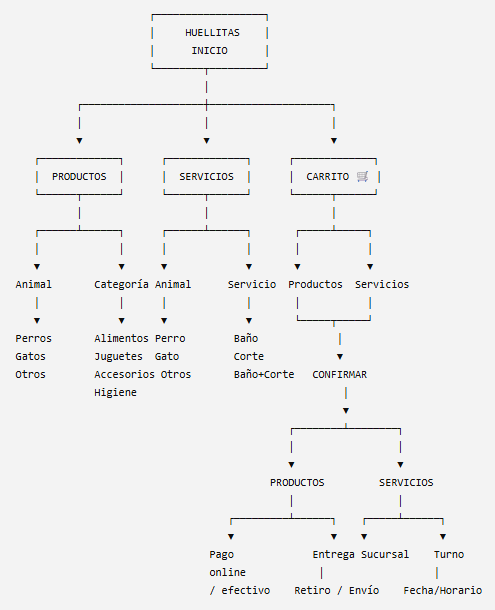 HUELLITAS
INICIO
PRODUCTOS SERVICIOS CARRITO 🛒
Animal Categoría Animal Servicio Productos Servicios
Perros Alimentos Perro Baño
Gatos Juguetes Gato Corte
Otros Accesorios Otros Baño+Corte CONFIRMAR
Higiene
PRODUCTOS SERVICIOS
Pago Entrega Sucursal Turno
online
/ efectivo Retiro / Envío Fecha/Horario